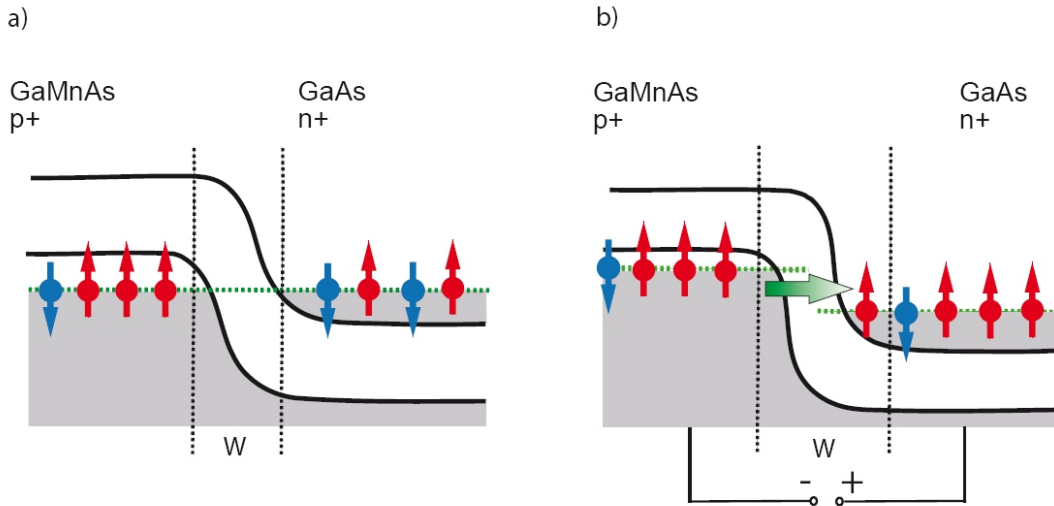 a)
GaMnAs
p+
GaAs
n+
W
b)
GaMnAs
p+
GaAs
n+
W
- +